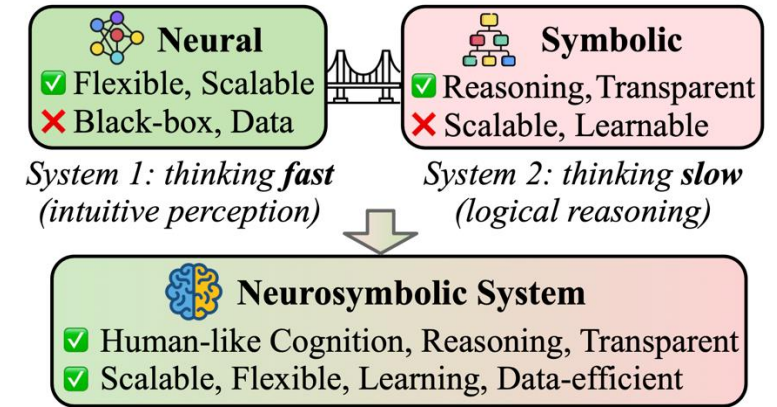 Neural
✅ Flexible, Scalable
❌ Black-box, Data
Symbolic
✅ Reasoning, Transparent
❌ Scalable, Learnable
System 1: thinking fast
(intuitive perception)
System 2: thinking slow
(logical reasoning)
Neurosymbolic System
✅ Human-like Cognition, Reasoning, Transparent
✅ Scalable, Flexible, Learning, Data-efficient